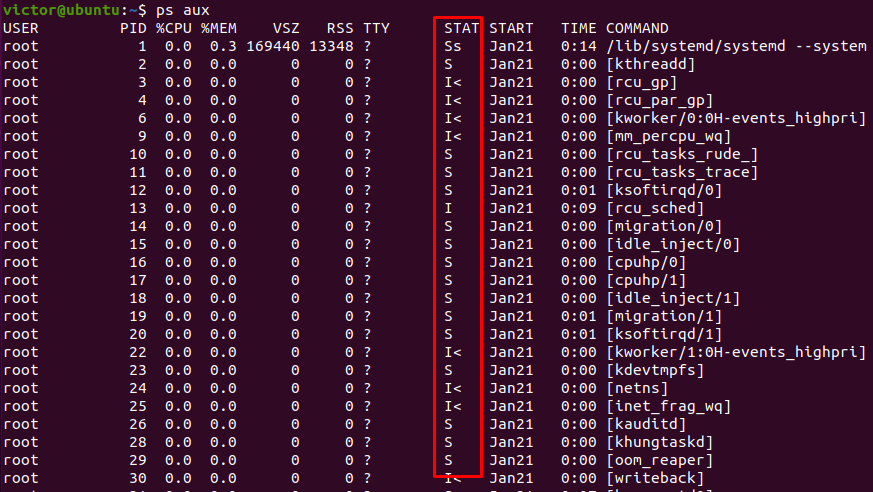 victor@ubuntu:~$ ps aux
USER         PID %CPU %MEM    VSZ   RSS TTY      STAT START   TIME COMMAND
root           1  0.0  0.3 169440 13348 ?        Ss   Jan21   0:14 /lib/systemd/systemd --system
root           2  0.0  0.0      0     0 ?        S    Jan21   0:00 [kthreadd]
root           3  0.0  0.0      0     0 ?        I<   Jan21   0:00 [rcu_gp]
root           4  0.0  0.0      0     0 ?        I<   Jan21   0:00 [rcu_par_gp]
root           6  0.0  0.0      0     0 ?        I<   Jan21   0:00 [kworker/0:0H-events_highpri]
root           9  0.0  0.0      0     0 ?        I<   Jan21   0:00 [mm_percpu_wq]
root          10  0.0  0.0      0     0 ?        S    Jan21   0:00 [rcu_tasks_rude_]
root          11  0.0  0.0      0     0 ?        S    Jan21   0:00 [rcu_tasks_trace]
root          12  0.0  0.0      0     0 ?        S    Jan21   0:01 [ksoftirqd/0]
root          13  0.0  0.0      0     0 ?        I    Jan21   0:09 [rcu_sched]
root          14  0.0  0.0      0     0 ?        S    Jan21   0:00 [migration/0]
root          15  0.0  0.0      0     0 ?        S    Jan21   0:00 [idle_inject/0]
root          16  0.0  0.0      0     0 ?        S    Jan21   0:00 [cpuhp/0]
root          17  0.0  0.0      0     0 ?        S    Jan21   0:00 [cpuhp/1]
root          18  0.0  0.0      0     0 ?        S    Jan21   0:00 [idle_inject/1]
root          19  0.0  0.0      0     0 ?        S    Jan21   0:01 [migration/1]
root          20  0.0  0.0      0     0 ?        S    Jan21   0:01 [ksoftirqd/1]
root          22  0.0  0.0      0     0 ?        I<   Jan21   0:00 [kworker/1:0H-events_highpri]
root          23  0.0  0.0      0     0 ?        S    Jan21   0:00 [kdevtmpfs]
root          24  0.0  0.0      0     0 ?        I<   Jan21   0:00 [netns]
root          25  0.0  0.0      0     0 ?        I<   Jan21   0:00 [inet_frag_wq]
root          26  0.0  0.0      0     0 ?        S    Jan21   0:00 [kauditd]
root          28  0.0  0.0      0     0 ?        S    Jan21   0:00 [khungtaskd]
root          29  0.0  0.0      0     0 ?        S    Jan21   0:00 [oom_reaper]
root          30  0.0  0.0      0     0 ?        I<   Jan21   0:00 [writeback]